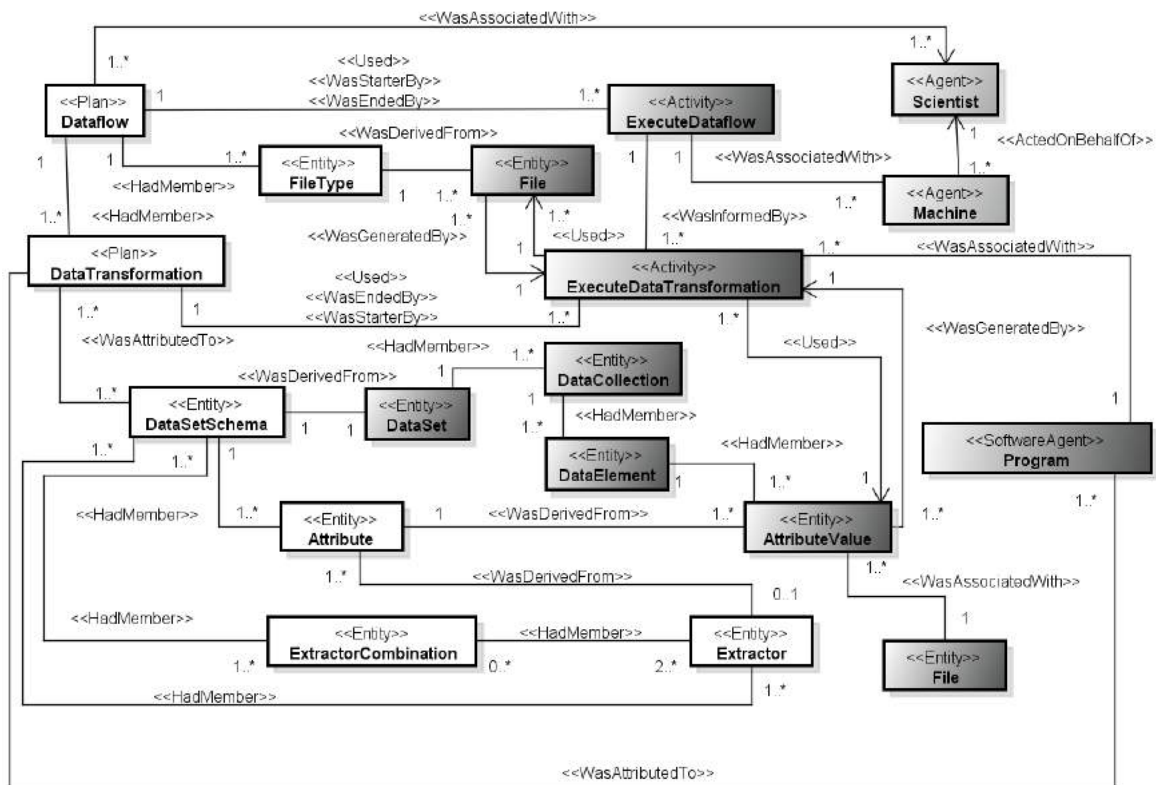 <<WasAssociatedWith>>
1..*
1..*
<<Used>>
<<WasStarterBy>>
<<WasEndedBy>>
<<Plan>>
Dataflow
1
1..*
<<Activity>>
ExecuteDataflow
<<Agent>>
Scientist
<<WasDerivedFrom>>
1
1
1..*
<<Entity>>
FileType
1
1..*
<<Entity>>
File
1
1
<<WasAssociatedWith>>
1
<<ActedOnBehalfOf>>
1..*
1..*
<<Agent>>
Machine
<<HadMember>>
<<HadMember>>
1..*
1..*
<<WasGeneratedBy>>
1
1..*
<<Used>>
1
<<WasInformedBy>>
1..*
<<Plan>>
DataTransformation
<<Activity>>
ExecuteDataTransformation
1..*
<<WasAssociatedWith>>
1..*
1
<<Used>>
<<WasEndedBy>>
<<WasStarterBy>>
1..*
1..*
1
<<WasAttributedTo>>
<<Used>>
<<WasGeneratedBy>>
<<HadMember>>
1
1..*
<<Entity>>
DataCollection
<<WasDerivedFrom>>
1..*
<<Entity>>
DataSetSchema
1
1
<<Entity>>
DataSet
1
<<HadMember>>
1..*
<<Entity>>
DataElement
1
<<HadMember>>
1..*
1
1
<<SoftwareAgent>>
Program
1..*
1..*
1..*
1
<<HadMember>>
1..*
<<Entity>>
Attribute
1
<<WasDerivedFrom>>
1..*
<<Entity>>
AttributeValue
1..*
1..*
<<WasDerivedFrom>>
0..1
1..*
<<WasAssociatedWith>>
1
<<HadMember>>
1..*
<<Entity>>
ExtractorCombination
0..*
<<HadMember>>
2..*
<<Entity>>
Extractor
1..*
<<Entity>>
File
<<HadMember>>
<<WasAttributedTo>>